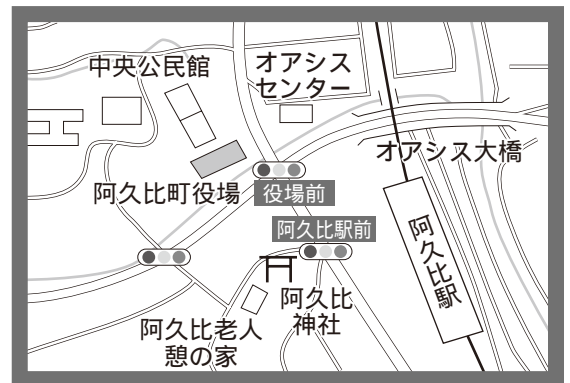 中央公民館
オアシス
センター
オアシス大橋
阿久比町役場
役場前
阿久比駅前
阿久比駅
阿久比
神社
阿久比老人
憩の家